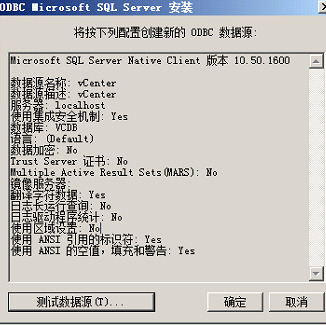 ODBC Microsoft SQL Server 安装
将按下列配置创建新的 ODBC 数据源:
Microsoft SQL Server Native Client 版本 10.50.1600
数据源名称: vCenter
数据源描述: vCenter
服务器: localhost
使用集成安全机制: Yes
数据库: VCDB
语言: (Default)
数据加密: No
Trust Server 证书: No
Multiple Active Result Sets(MARS): No
镜像服务器:
翻译字符数据: Yes
日志长运行查询: No
日志驱动程序统计: No
使用区域设置: No
使用 ANSI 引用的标识符: Yes
使用 ANSI 的空值，填充和警告: Yes
测试数据源(T)...
确定
取消